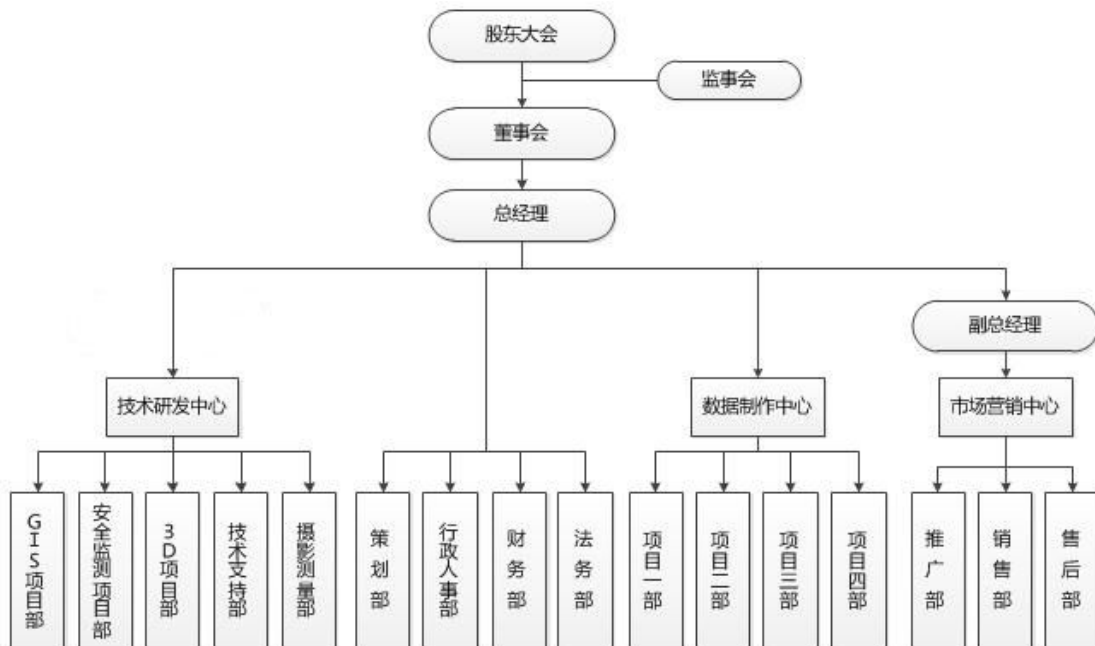 股东大会
监事会
董事会
总经理
副总经理
技术研发中心
数据制作中心
市场营销中心
GIS项目部
安全监测项目部
3D项目部
技术支持部
摄影测量部
策划部
行政人事部
财务部
法务部
项目一部
项目二部
项目三部
项目四部
推广部
销售部
售后部